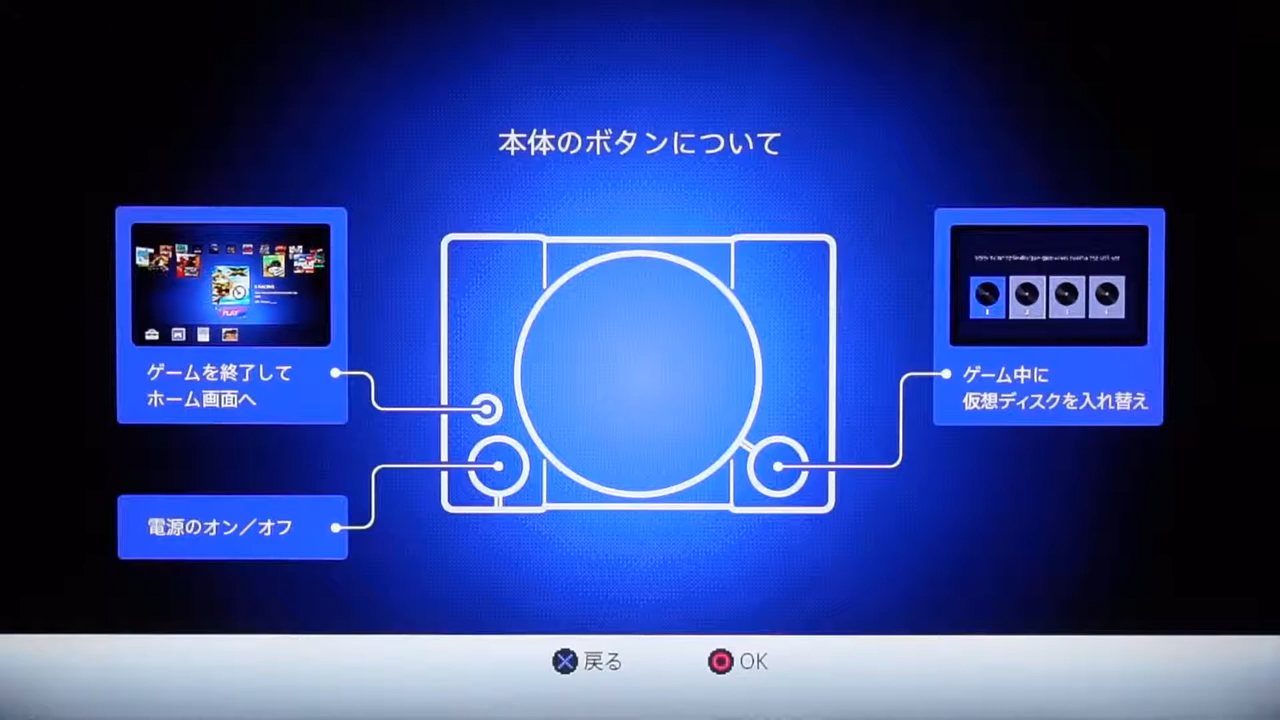 本体のボタンについて
PLAY
ゲームを終了して
ホーム画面へ
電源のオン／オフ
ゲーム中に
仮想ディスクを入れ替え
戻る
OK